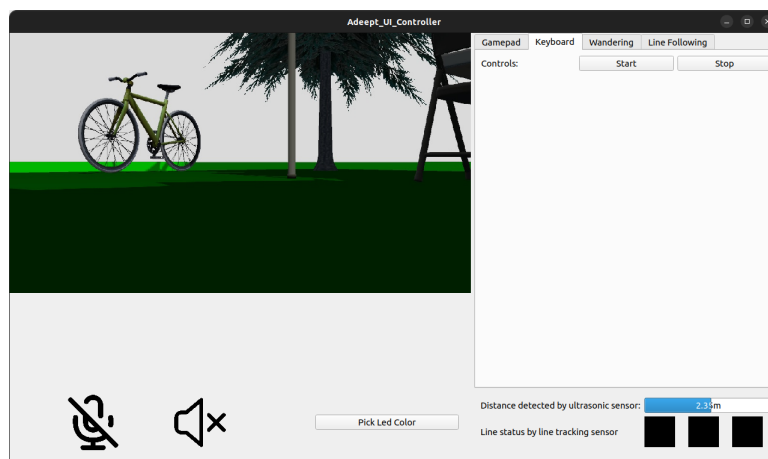 Adeept_UI_Controller
Gamepad Keyboard Wandering Line Following
Controls: Start Stop
Distance detected by ultrasonic sensor:
Pick Led Color
Line status by line tracking sensor